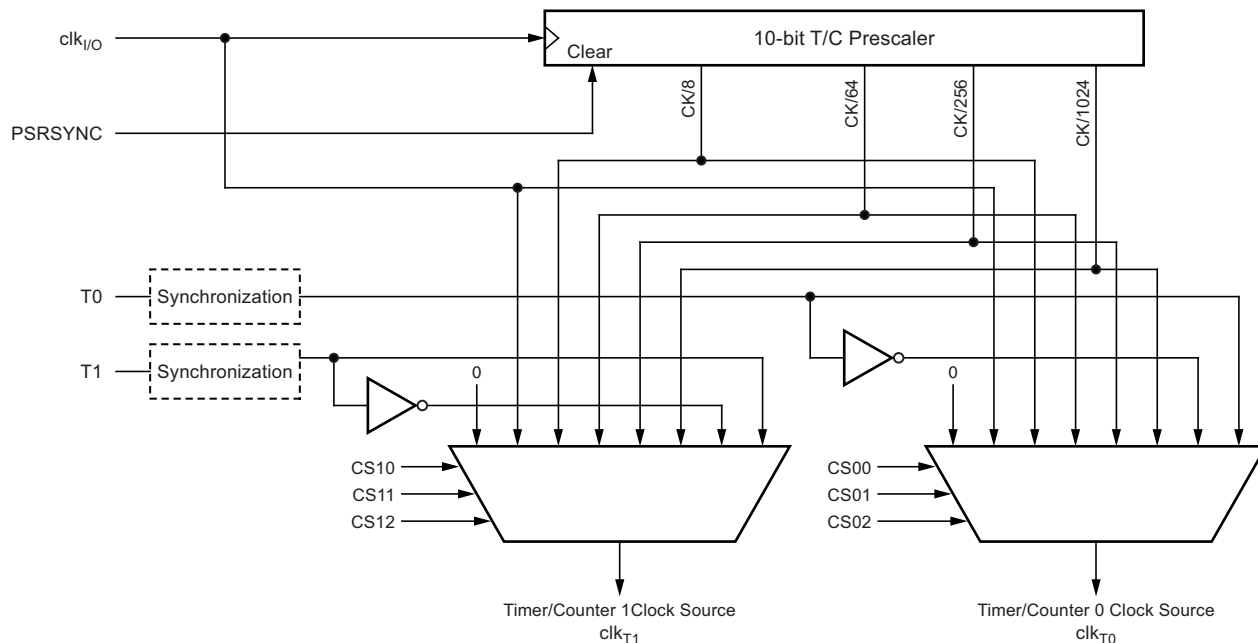 clkI/O
10-bit T/C Prescaler
Clear
CK/8
CK/64
CK/256
CK/1024
PSRSYNC
T0
Synchronization
T1
Synchronization
0
0
CS10
CS11
CS12
CS00
CS01
CS02
Timer/Counter 1Clock Source
clkT1
Timer/Counter 0 Clock Source
clkT0